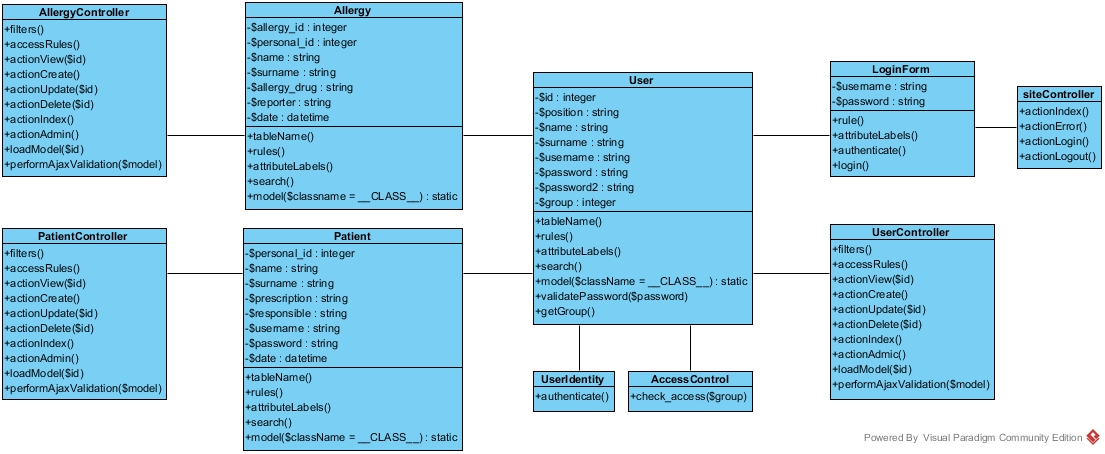 AllergyController
+filters()
+accessRules()
+actionView($id)
+actionCreate()
+actionUpdate($id)
+actionDelete($id)
+actionIndex()
+actionAdmin()
+loadModel($id)
+performAjaxValidation($model)
Allergy
-$allergy_id : integer
-$personal_id : integer
-$name : string
-$surname : string
-$allergy_drug : string
-$reporter : string
-$date : datetime
+tableName()
+rules()
+attributeLabels()
+search()
+model($classname = __CLASS__) : static
User
-$id : integer
-$position : string
-$name : string
-$surname : string
-$username : string
-$password : string
-$password2 : string
-$group : integer
+tableName()
+rules()
+attributeLabels()
+search()
+model($className = __CLASS__) : static
+validatePassword($password)
+getGroup()
LoginForm
-$username : string
-$password : string
+rule()
+attributeLabels()
+authenticate()
+login()
siteController
+actionIndex()
+actionError()
+actionLogin()
+actionLogout()
PatientController
+filters()
+accessRules()
+actionView($id)
+actionCreate()
+actionUpdate($id)
+actionDelete($id)
+actionIndex()
+actionAdmin()
+loadModel($id)
+performAjaxValidation($model)
Patient
-$personal_id : integer
-$name : string
-$surname : string
-$prescription : string
-$responsible : string
-$username : string
-$password : string
-$date : datetime
+tableName()
+rules()
+attributeLabels()
+search()
+model($className = __CLASS__) : static
UserIdentity
+authenticate()
AccessControl
+check_access($group)
UserController
+filters()
+accessRules()
+actionView($id)
+actionCreate()
+actionUpdate($id)
+actionDelete($id)
+actionIndex()
+actionAdmic()
+loadModel($id)
+performAjaxValidation($model)
Powered By Visual Paradigm Community Edition